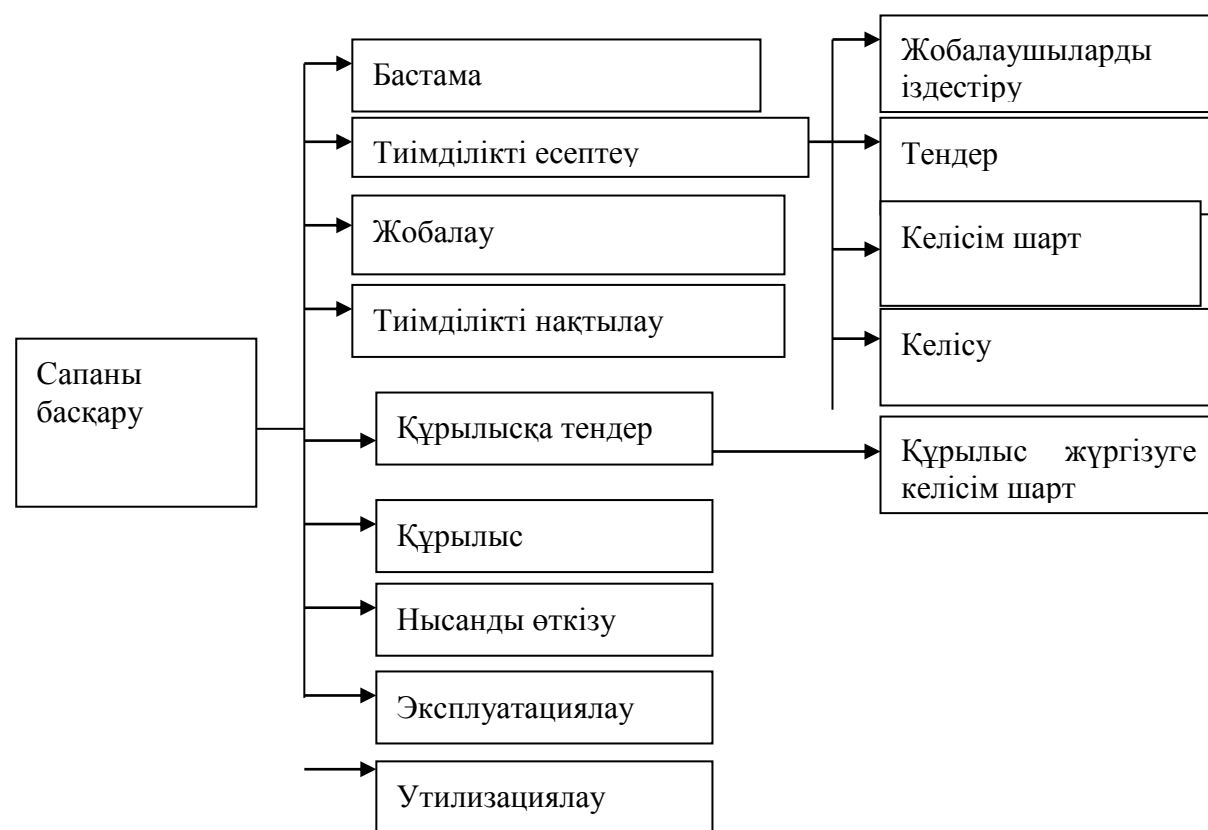 Сапаны
басқару
Бастама
Тиімділікті есептеу
Жобалау
Тиімділікті нақтылау
Құрылысқа тендер
Құрылыс
Нысанды өткізу
Эксплуатациялау
Утилизациялау
Жобалаушыларды
іздестіру
Тендер
Келісім шарт
Келісу
Құрылыс жүргізуге
келісім шарт